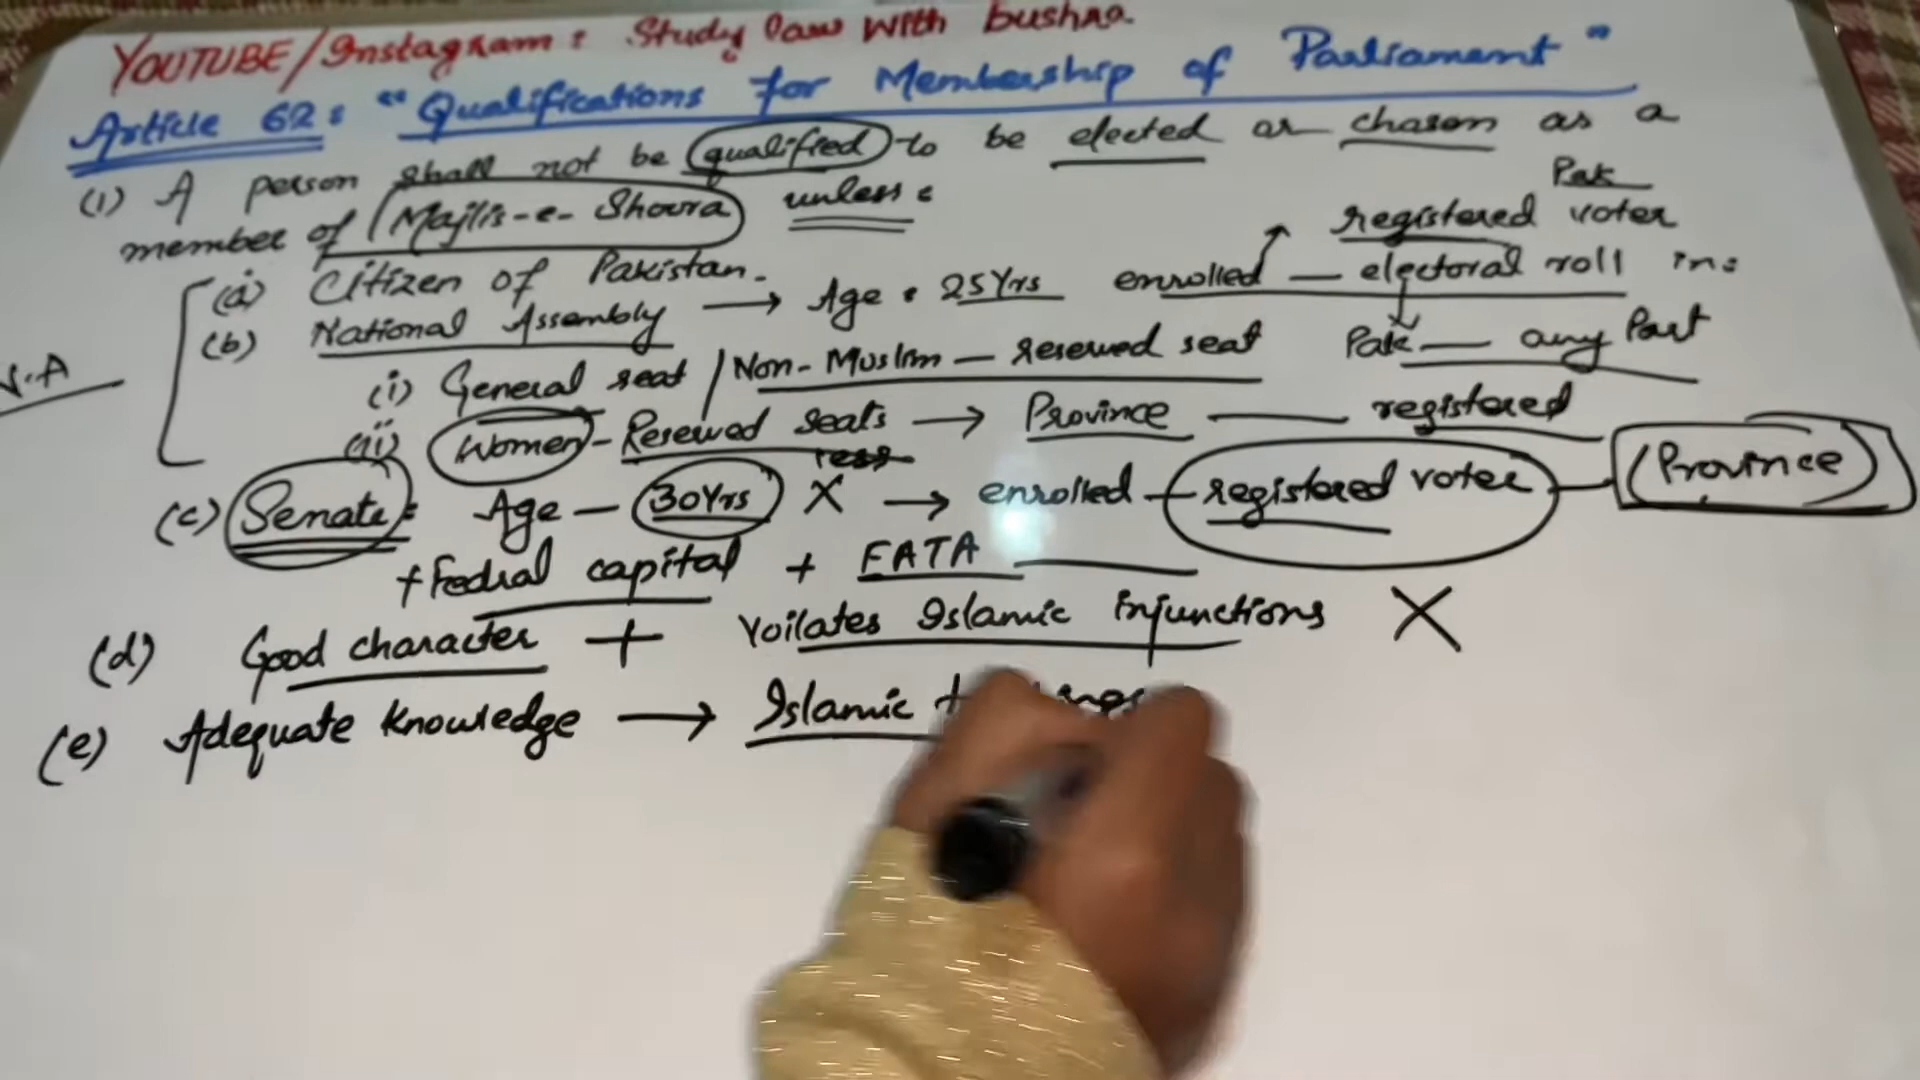 YOUTUBE/Instagram: Study law with bushra.
Article 62: "Qualifications for Membership of Parliament"
(1) A person shall not be qualified to be elected or chosen as a
member of (Majlis-e-Shoora) unless:
Pak
registered voter
(a) Citizen of Pakistan.
(b) National Assembly → Age: 25Yrs enrolled — electoral roll in:
N.A
(i) General seat / Non-Muslim — reserved seat Pak — any Part
(ii) Women - Reserved seats → Province — registered
(c) Senate: Age — 30Yrs X → enrolled — registered voter — (Province)
+ Fedral capital + FATA
(d) Good character + Voilates Islamic injunctions X
(e) Adequate knowledge → Islamic